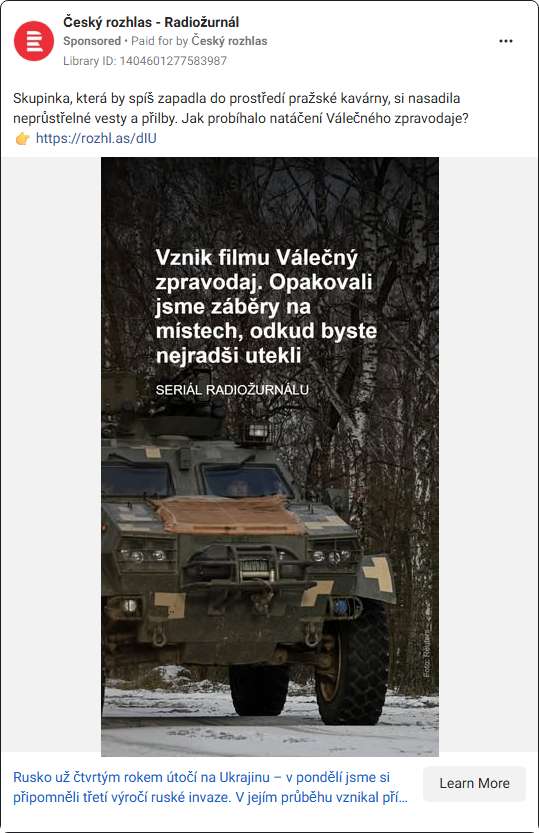 Český rozhlas - Radiožurnál
Sponsored • Paid for by Český rozhlas
Library ID: 1404601277583987
Skupinka, která by spíš zapadla do prostředí pražské kavárny, si nasadila
neprůstřelné vesty a přilby. Jak probíhalo natáčení Válečného zpravodaje?
👉 https://rozhl.as/dIU
Vznik filmu Válečný
zpravodaj. Opakovali
jsme záběry na
místech, odkud byste
nejradši utekli
SERIÁL RADIOŽURNÁLU
Foto: Reuters
Rusko už čtvrtým rokem útočí na Ukrajinu – v pondělí jsme si
připomněli třetí výročí ruské invaze. V jejím průběhu vznikal pří...
Learn More